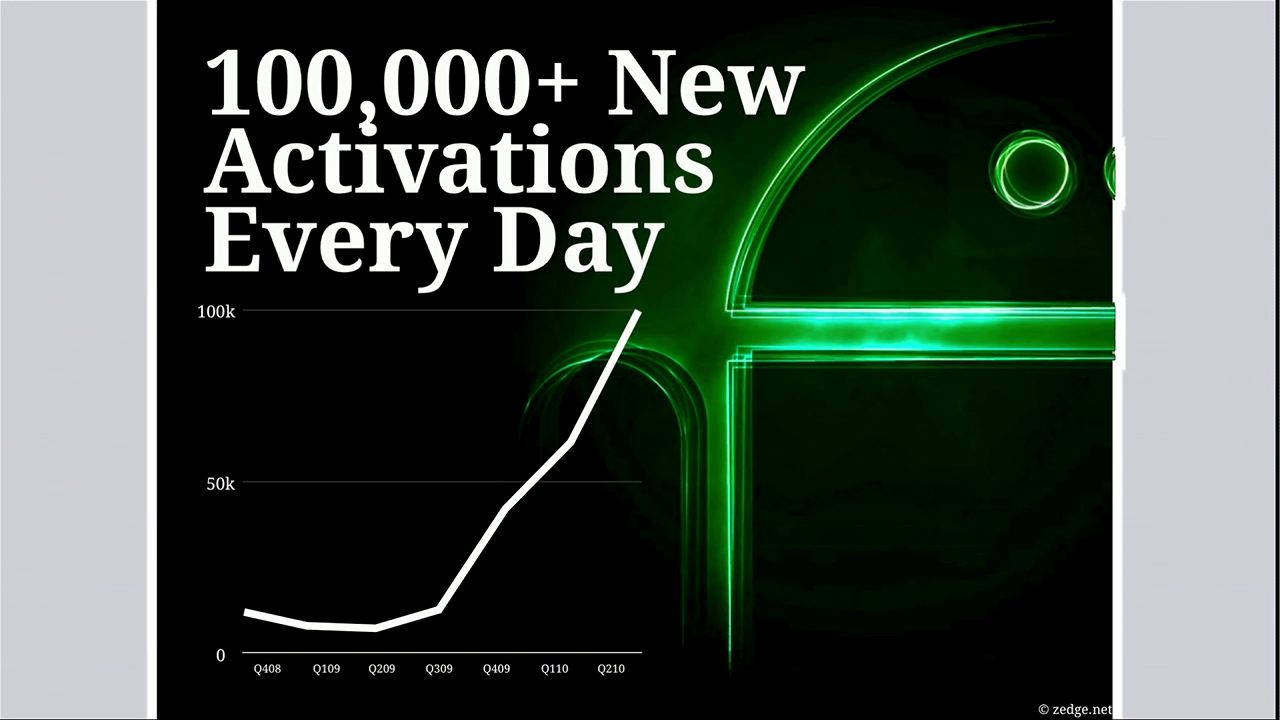 100,000+ New
Activations
Every Day
100k
50k
0
Q408 Q109 Q209 Q309 Q409 Q110 Q210
© zedge.net